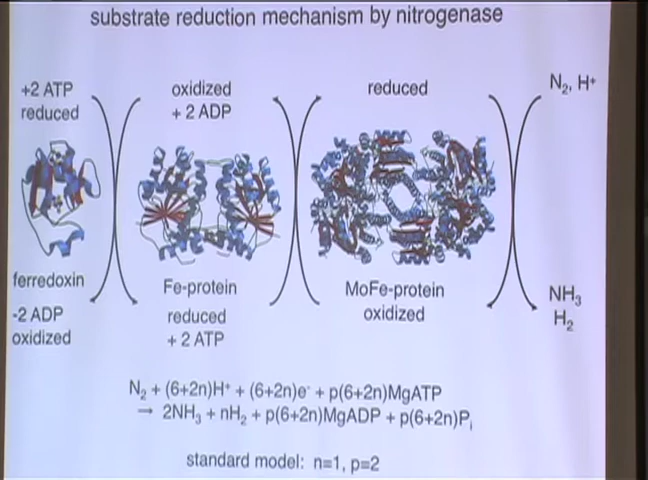 substrate reduction mechanism by nitrogenase
+2 ATP
reduced
oxidized
+ 2 ADP
reduced
N₂, H⁺
ferredoxin
-2 ADP
oxidized
Fe-protein
reduced
+ 2 ATP
MoFe-protein
oxidized
NH₃
H₂
N₂ + (6+2n)H⁺ + (6+2n)e⁻ + p(6+2n)MgATP
→ 2NH₃ + nH₂ + p(6+2n)MgADP + p(6+2n)Pᵢ
standard model: n=1, p=2